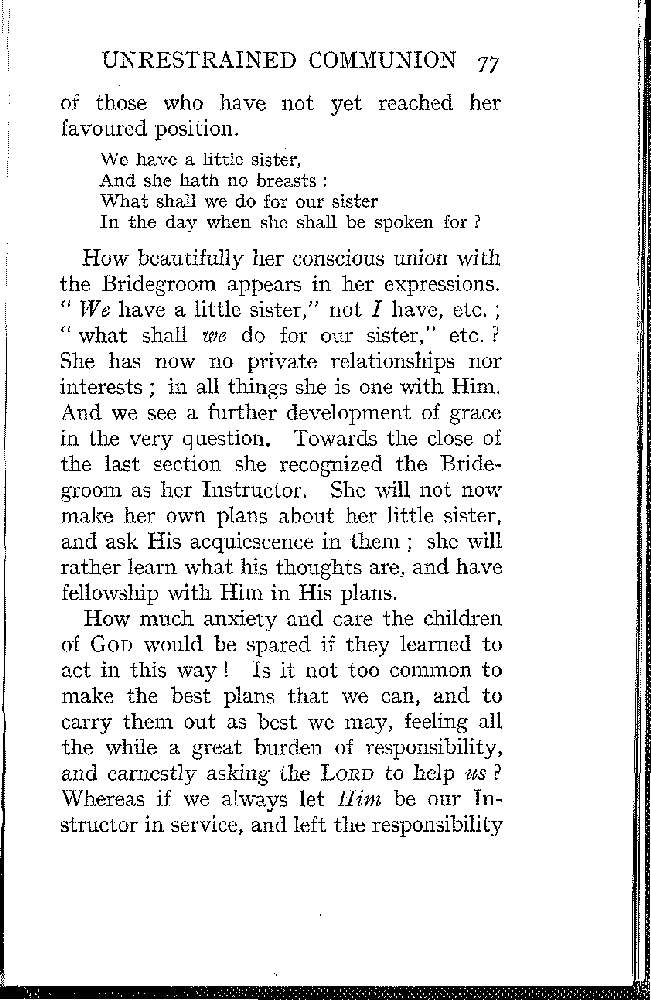 UNRESTRAINED COMMUNION 77
of those who have not yet reached her
favoured position.
We have a little sister,
And she hath no breasts :
What shall we do for our sister
In the day when she shall be spoken for ?
How beautifully her conscious union with
the Bridegroom appears in her expressions.
“ We have a little sister,” not I have, etc. ;
“ what shall we do for our sister,” etc. ?
She has now no private relationships nor
interests ; in all things she is one with Him.
And we see a further development of grace
in the very question. Towards the close of
the last section she recognized the Bride-
groom as her Instructor. She will not now
make her own plans about her little sister,
and ask His acquiescence in them ; she will
rather learn what his thoughts are, and have
fellowship with Him in His plans.
How much anxiety and care the children
of GOD would be spared if they learned to
act in this way ! Is it not too common to
make the best plans that we can, and to
carry them out as best we may, feeling all
the while a great burden of responsibility,
and earnestly asking the LORD to help us ?
Whereas if we always let Him be our In-
structor in service, and left the responsibility